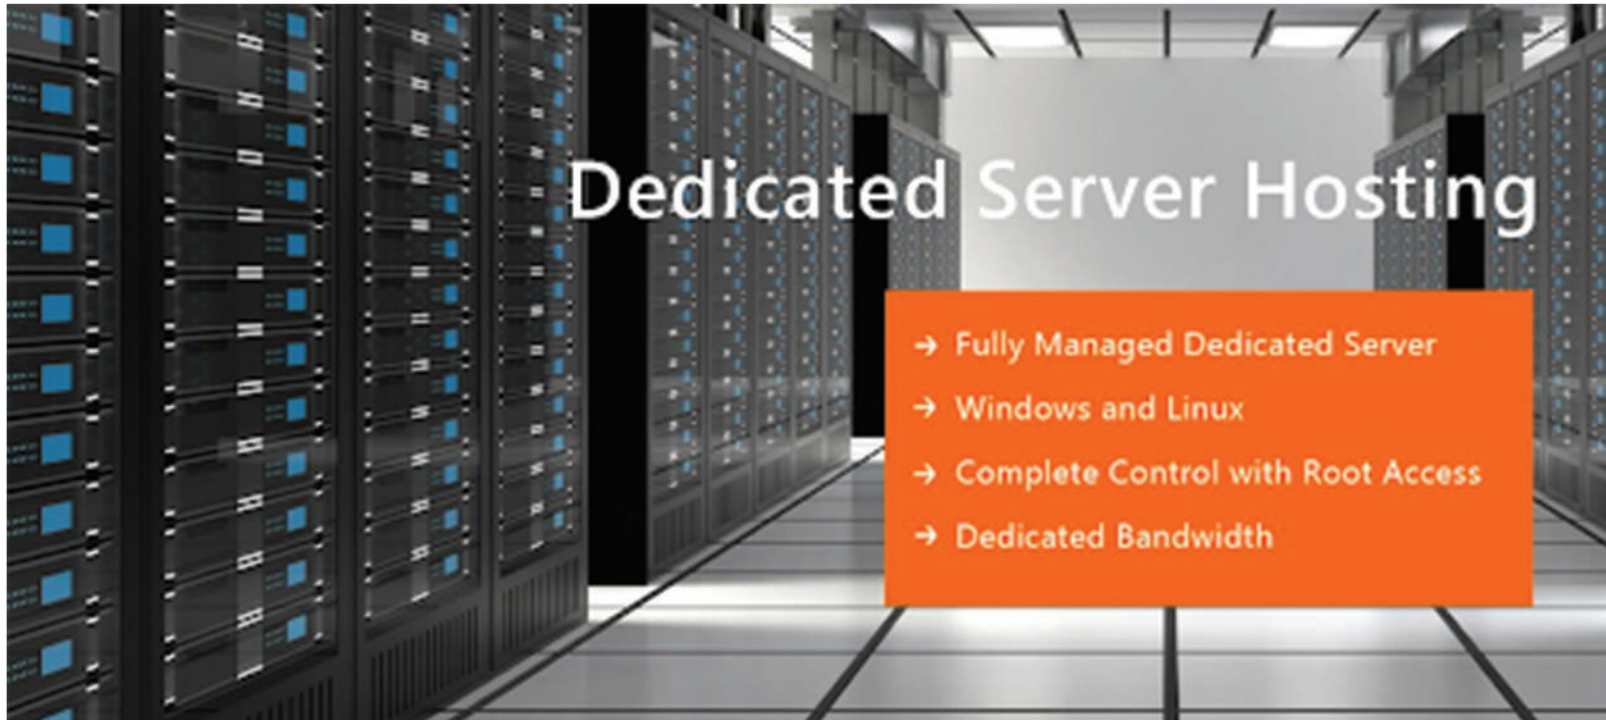 Dedicated Server Hosting
→ Fully Managed Dedicated Server
→ Windows and Linux
→ Complete Control with Root Access
→ Dedicated Bandwidth